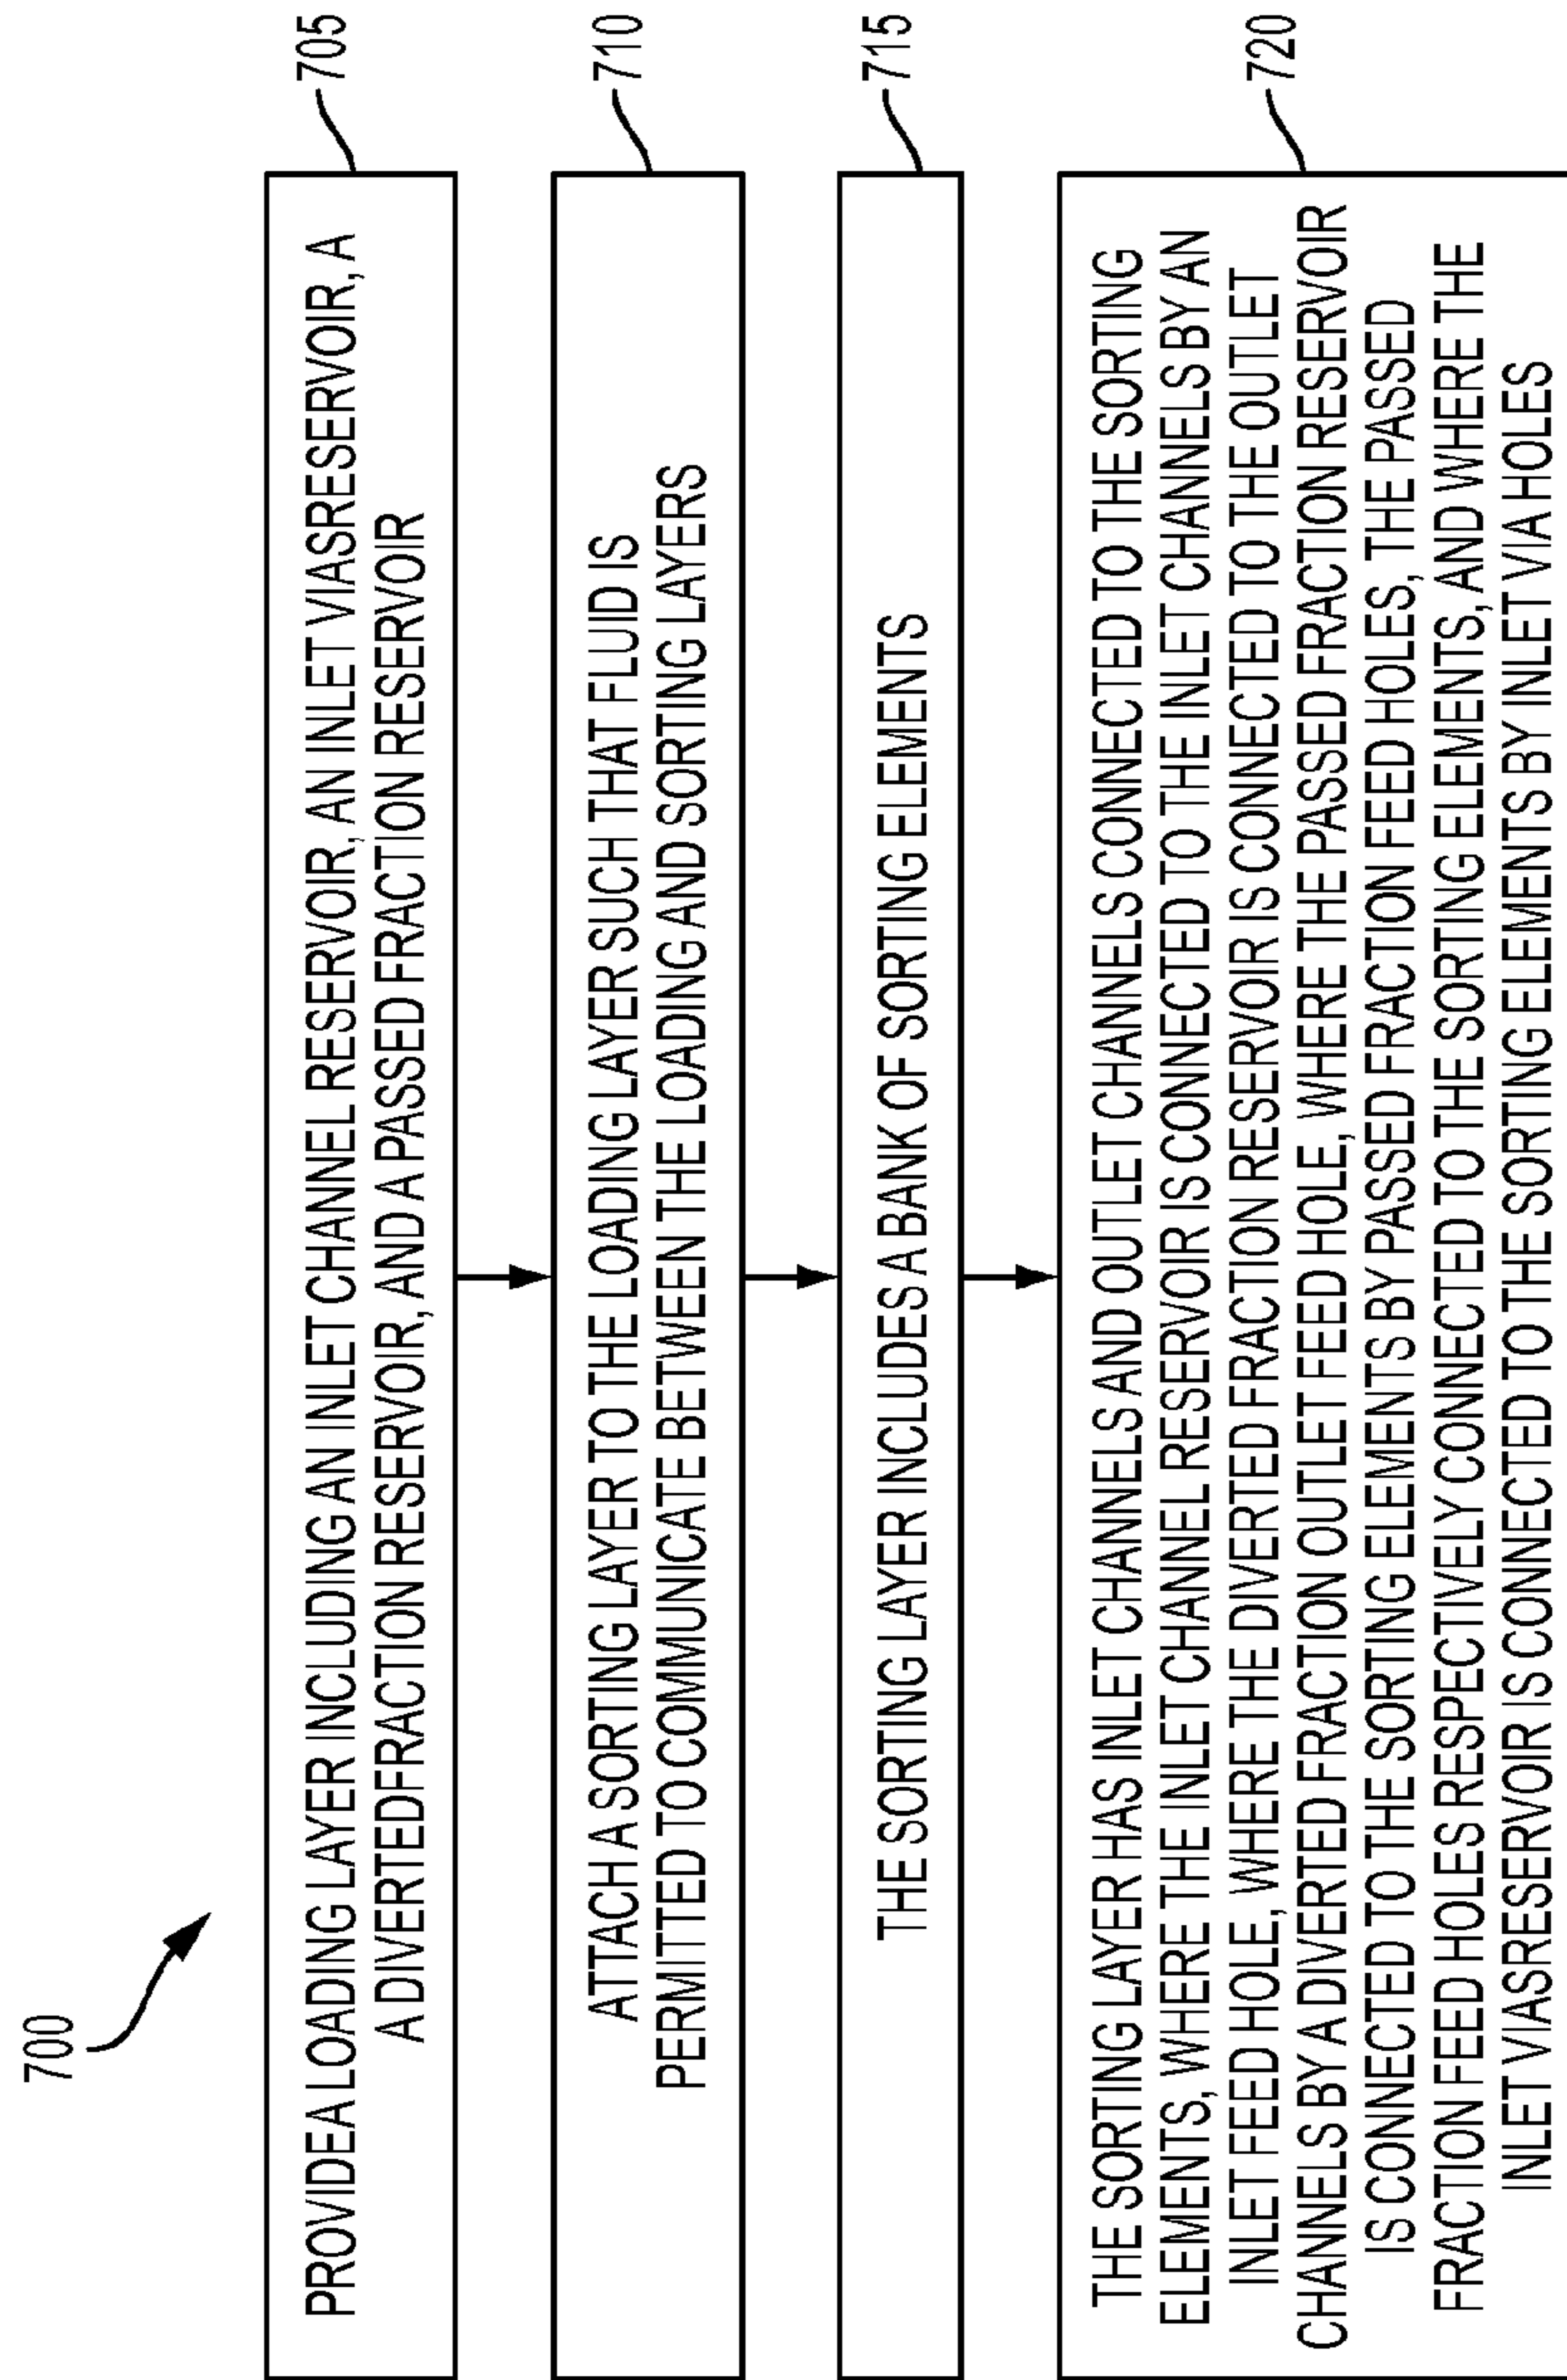 700
PROVIDE A LOADING LAYER INCLUDING AN INLET CHANNEL RESERVOIR, AN INLET VIASRESERVOIR, A
A DIVERTEDFRACTION RESERVOIR, AND A PASSED FRACTION RESERVOIR
705
ATTACH A SORTING LAYER TO THE LOADING LAYER SUCH THAT FLUID IS
PERMITTED TO COMMUNICATE BETWEEN THE LOADING AND SORTING LAYERS
710
THE SORTING LAYER INCLUDES A BANK OF SORTING ELEMENTS
715
THE SORTING LAYER HAS INLET CHANNELS AND OUTLET CHANNELS CONNECTED TO THE SORTING
ELEMENTS, WHERE THE INLET CHANNEL RESERVOIR IS CONNECTED TO THE INLET CHANNELS BY AN
INLET FEED HOLE, WHERE THE DIVERTED FRACTION RESERVOIR IS CONNECTED TO THE OUTLET
CHANNELS BY A DIVERTED FRACTION OUTLET FEED HOLE, WHERE THE PASSED FRACTION RESERVOIR
IS CONNECTED TO THE SORTING ELEMENTS BY PASSED FRACTION FEED HOLES, THE PASSED
FRACTION FEED HOLES RESPECTIVELY CONNECTED TO THE SORTING ELEMENTS, AND WHERE THE
INLET VIASRESERVOIR IS CONNECTED TO THE SORTING ELEMENTS BY INLET VIA HOLES
720